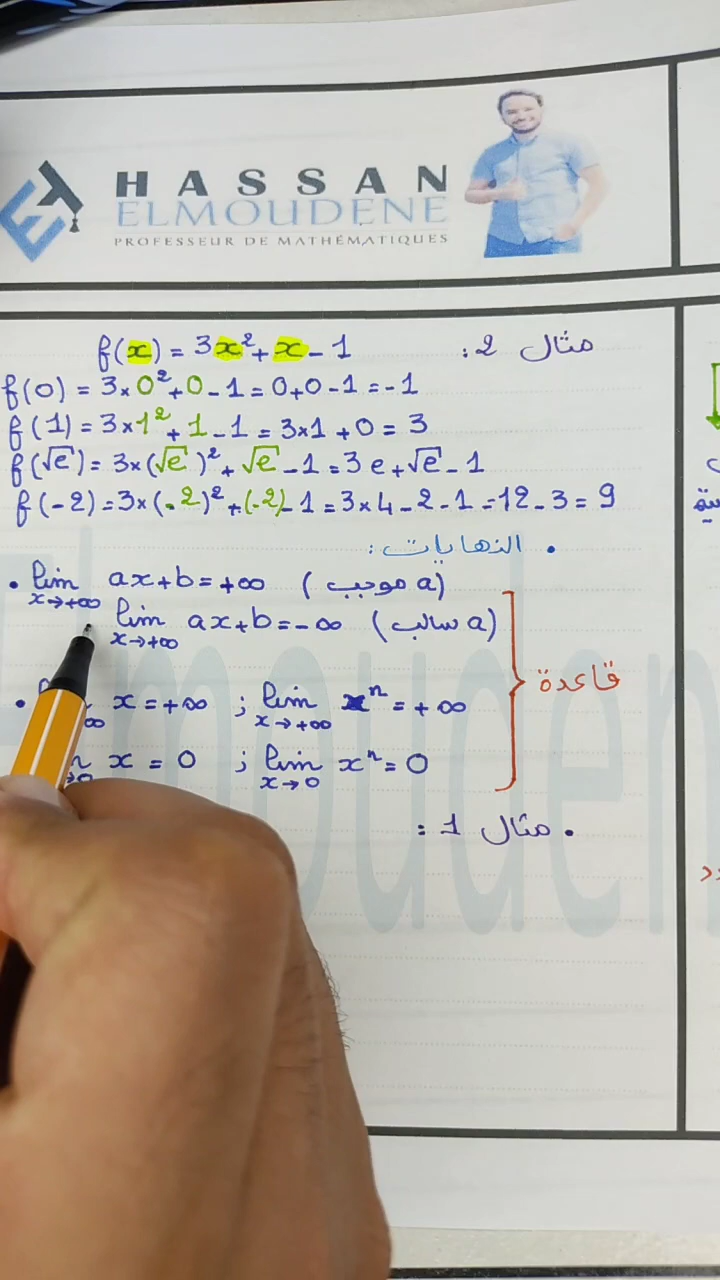 HASSAN
ELMOUDENE
PROFESSEUR DE MATHÉMATIQUES
مثال 2: f(x) = 3x²+x-1
f(0) = 3×0²+0-1=0+0-1=-1
f(1)=3×1²+1-1=3×1+0=3
f(√e)=3×(√e)²+√e-1=3e+√e-1
f(-2)=3×(-2)²+(-2)-1=3×4-2-1=12-3=9
• النهايات:
• lim x→+∞ ax+b=+∞ (a موجب)
lim x→+∞ ax+b=-∞ (a سالب)
قاعدة
• x=+∞ ; lim x→+∞ xⁿ=+∞
x=0 ; lim x→0 xⁿ=0
• مثال 1: